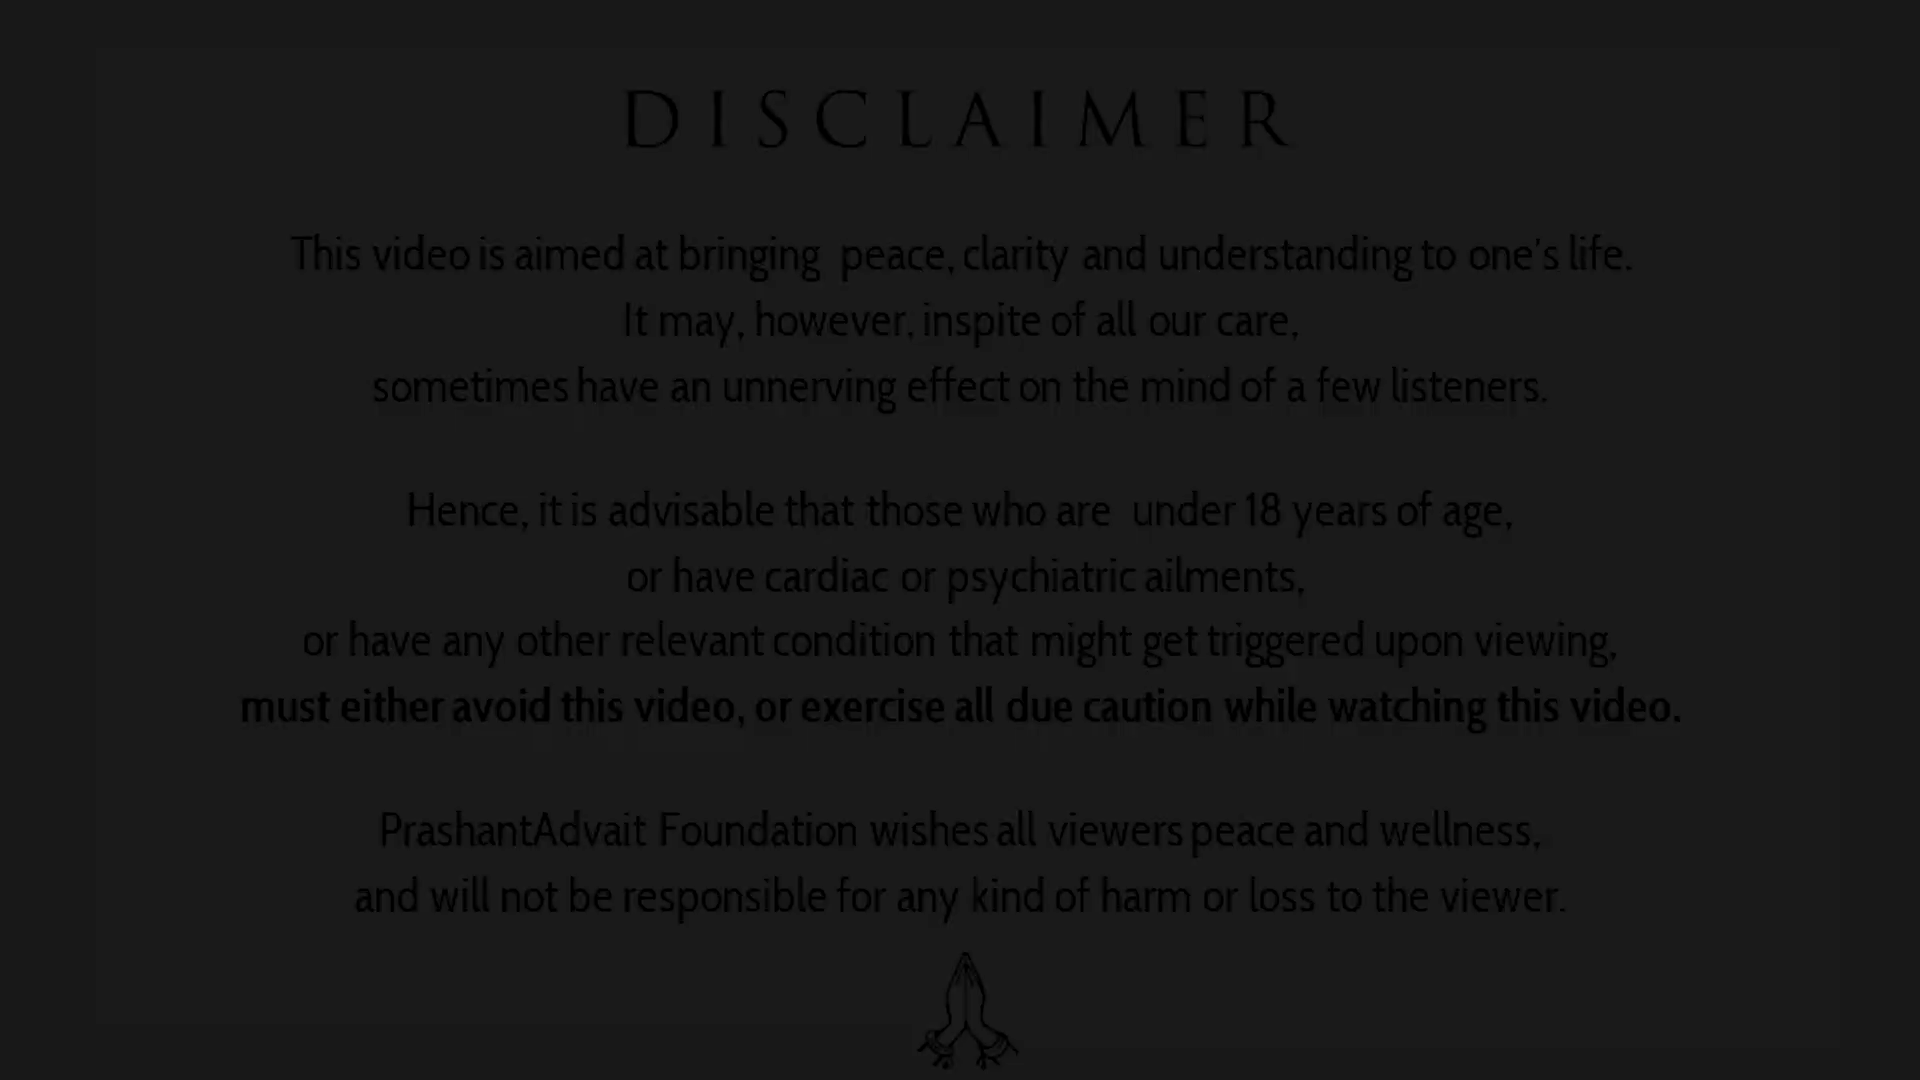 DISCLAIMER
This video is aimed at bringing peace, clarity and understanding to one's life.
It may, however, inspite of all our care,
sometimes have an unnerving effect on the mind of a few listeners.
Hence, it is advisable that those who are under 18 years of age,
or have cardiac or psychiatric ailments,
or have any other relevant condition that might get triggered upon viewing,
must either avoid this video, or exercise all due caution while watching this video.
PrashantAdvait Foundation wishes all viewers peace and wellness,
and will not be responsible for any kind of harm or loss to the viewer.